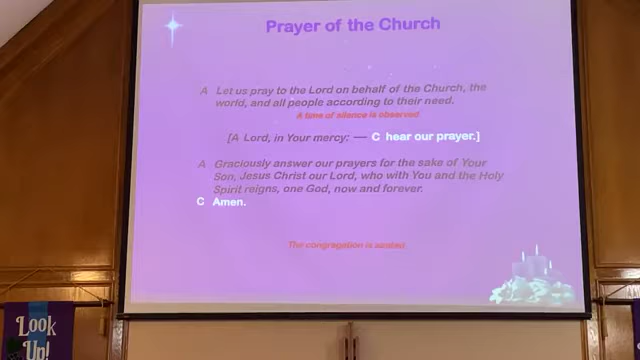 Prayer of the Church
A Let us pray to the Lord on behalf of the Church, the
world, and all people according to their need.
A time of silence is observed
[A Lord, in Your mercy: — C hear our prayer.]
A Graciously answer our prayers for the sake of Your
Son, Jesus Christ our Lord, who with You and the Holy
Spirit reigns, one God, now and forever.
C Amen.
The congregation is seated
Look
Up!